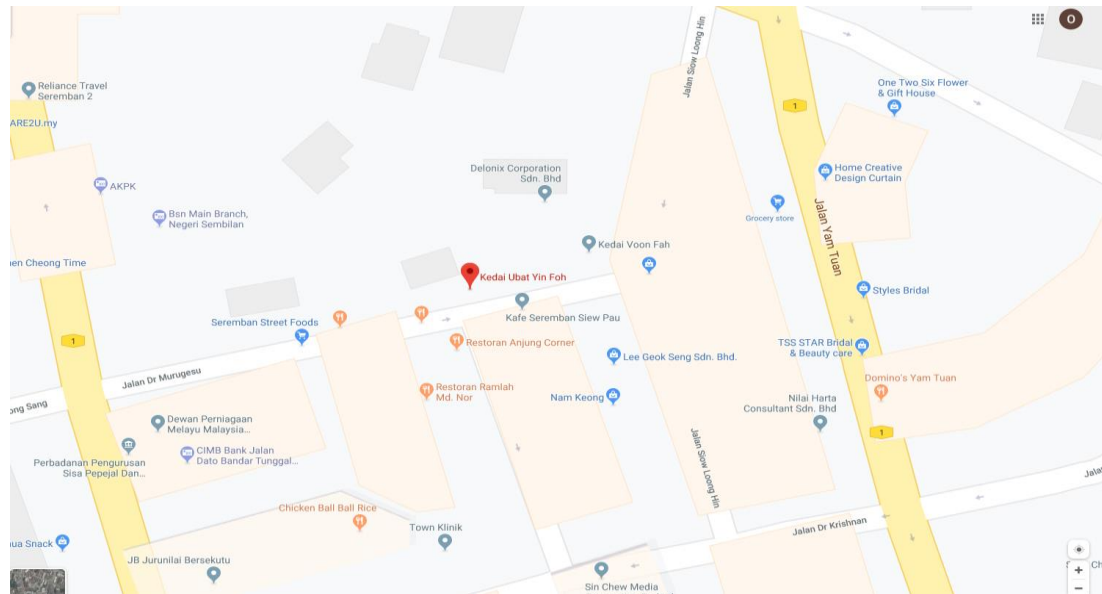 O
Reliance Travel
Seremban 2
ARE2U.my
AKPK
Bsn Main Branch,
Negeri Sembilan
Cheong Time
Jalan Siow Loong Hin
1
One Two Six Flower
& Gift House
Delonix Corporation
Sdn. Bhd
Home Creative
Design Curtain
Grocery store
Jalan Yam Tuan
Kedai Voon Fah
Kedai Ubat Yin Foh
Styles Bridal
Seremban Street Foods
Kafe Seremban Siew Pau
1
Restoran Anjung Corner
Lee Geok Seng Sdn. Bhd.
TSS STAR Bridal
& Beauty care
Jalan Dr Murugesu
Restoran Ramlah
Md. Nor
Nam Keong
Domino's Yam Tuan
Nilai Harta
Consultant Sdn. Bhd
ong Sang
Dewan Perniagaan
Melayu Malaysia...
1
CIMB Bank Jalan
Dato Bandar Tunggal...
Perbadanan Pengurusan
Sisa Pepejal Dan...
Jalan Siow Loong Hin
Chicken Ball Ball Rice
Town Klinik
Jalan Dr Krishnan
Snack
JB Jurunilai Bersekutu
Sin Chew Media
+
−